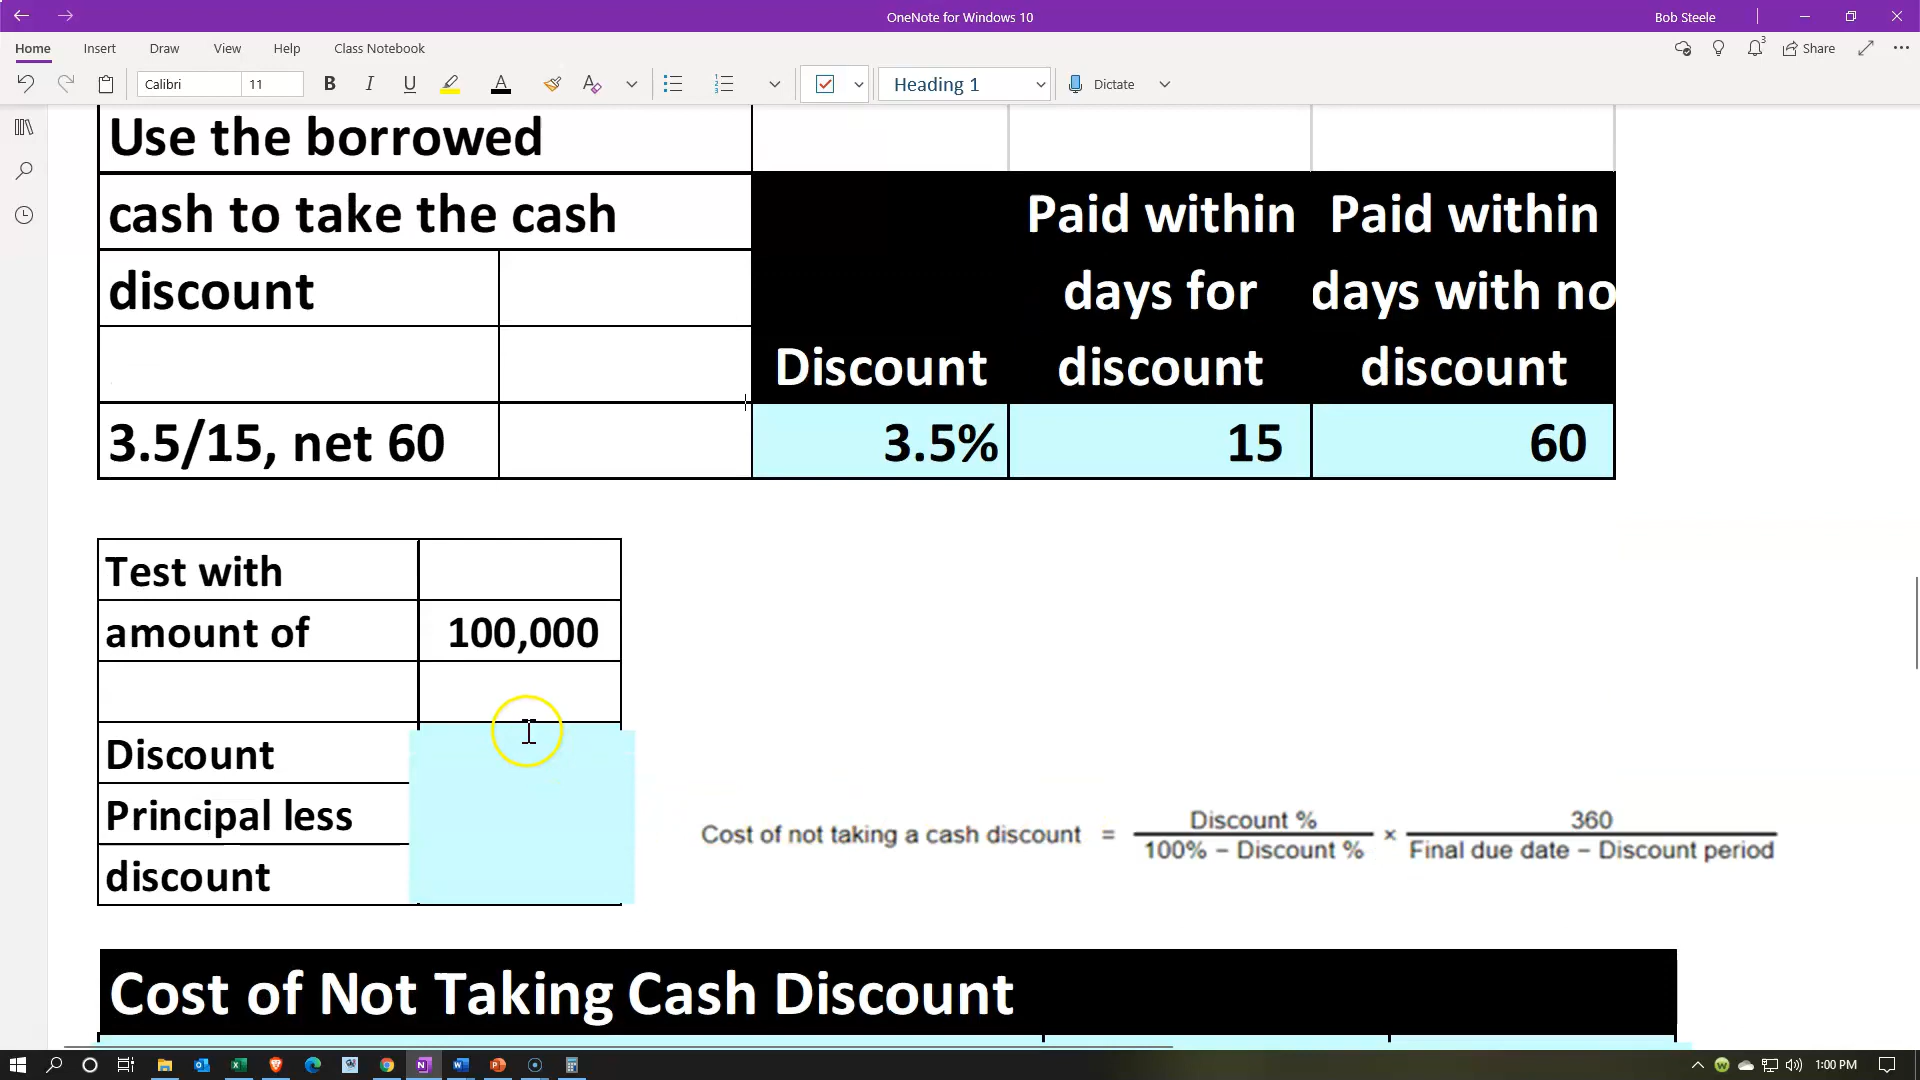 OneNote for Windows 10
Bob Steele
Home Insert Draw View Help Class Notebook
3
Share
Calibri 11 B I U A Heading 1 Dictate
Use the borrowed
cash to take the cash
discount
Discount
Paid within
days for
discount
Paid within
days with no
discount
3.5/15, net 60 3.5% 15 60
Test with
amount of 100,000
Discount
Principal less
discount
Cost of not taking a cash discount = Discount % / 100% − Discount % × 360 / Final due date − Discount period
Cost of Not Taking Cash Discount
1:00 PM